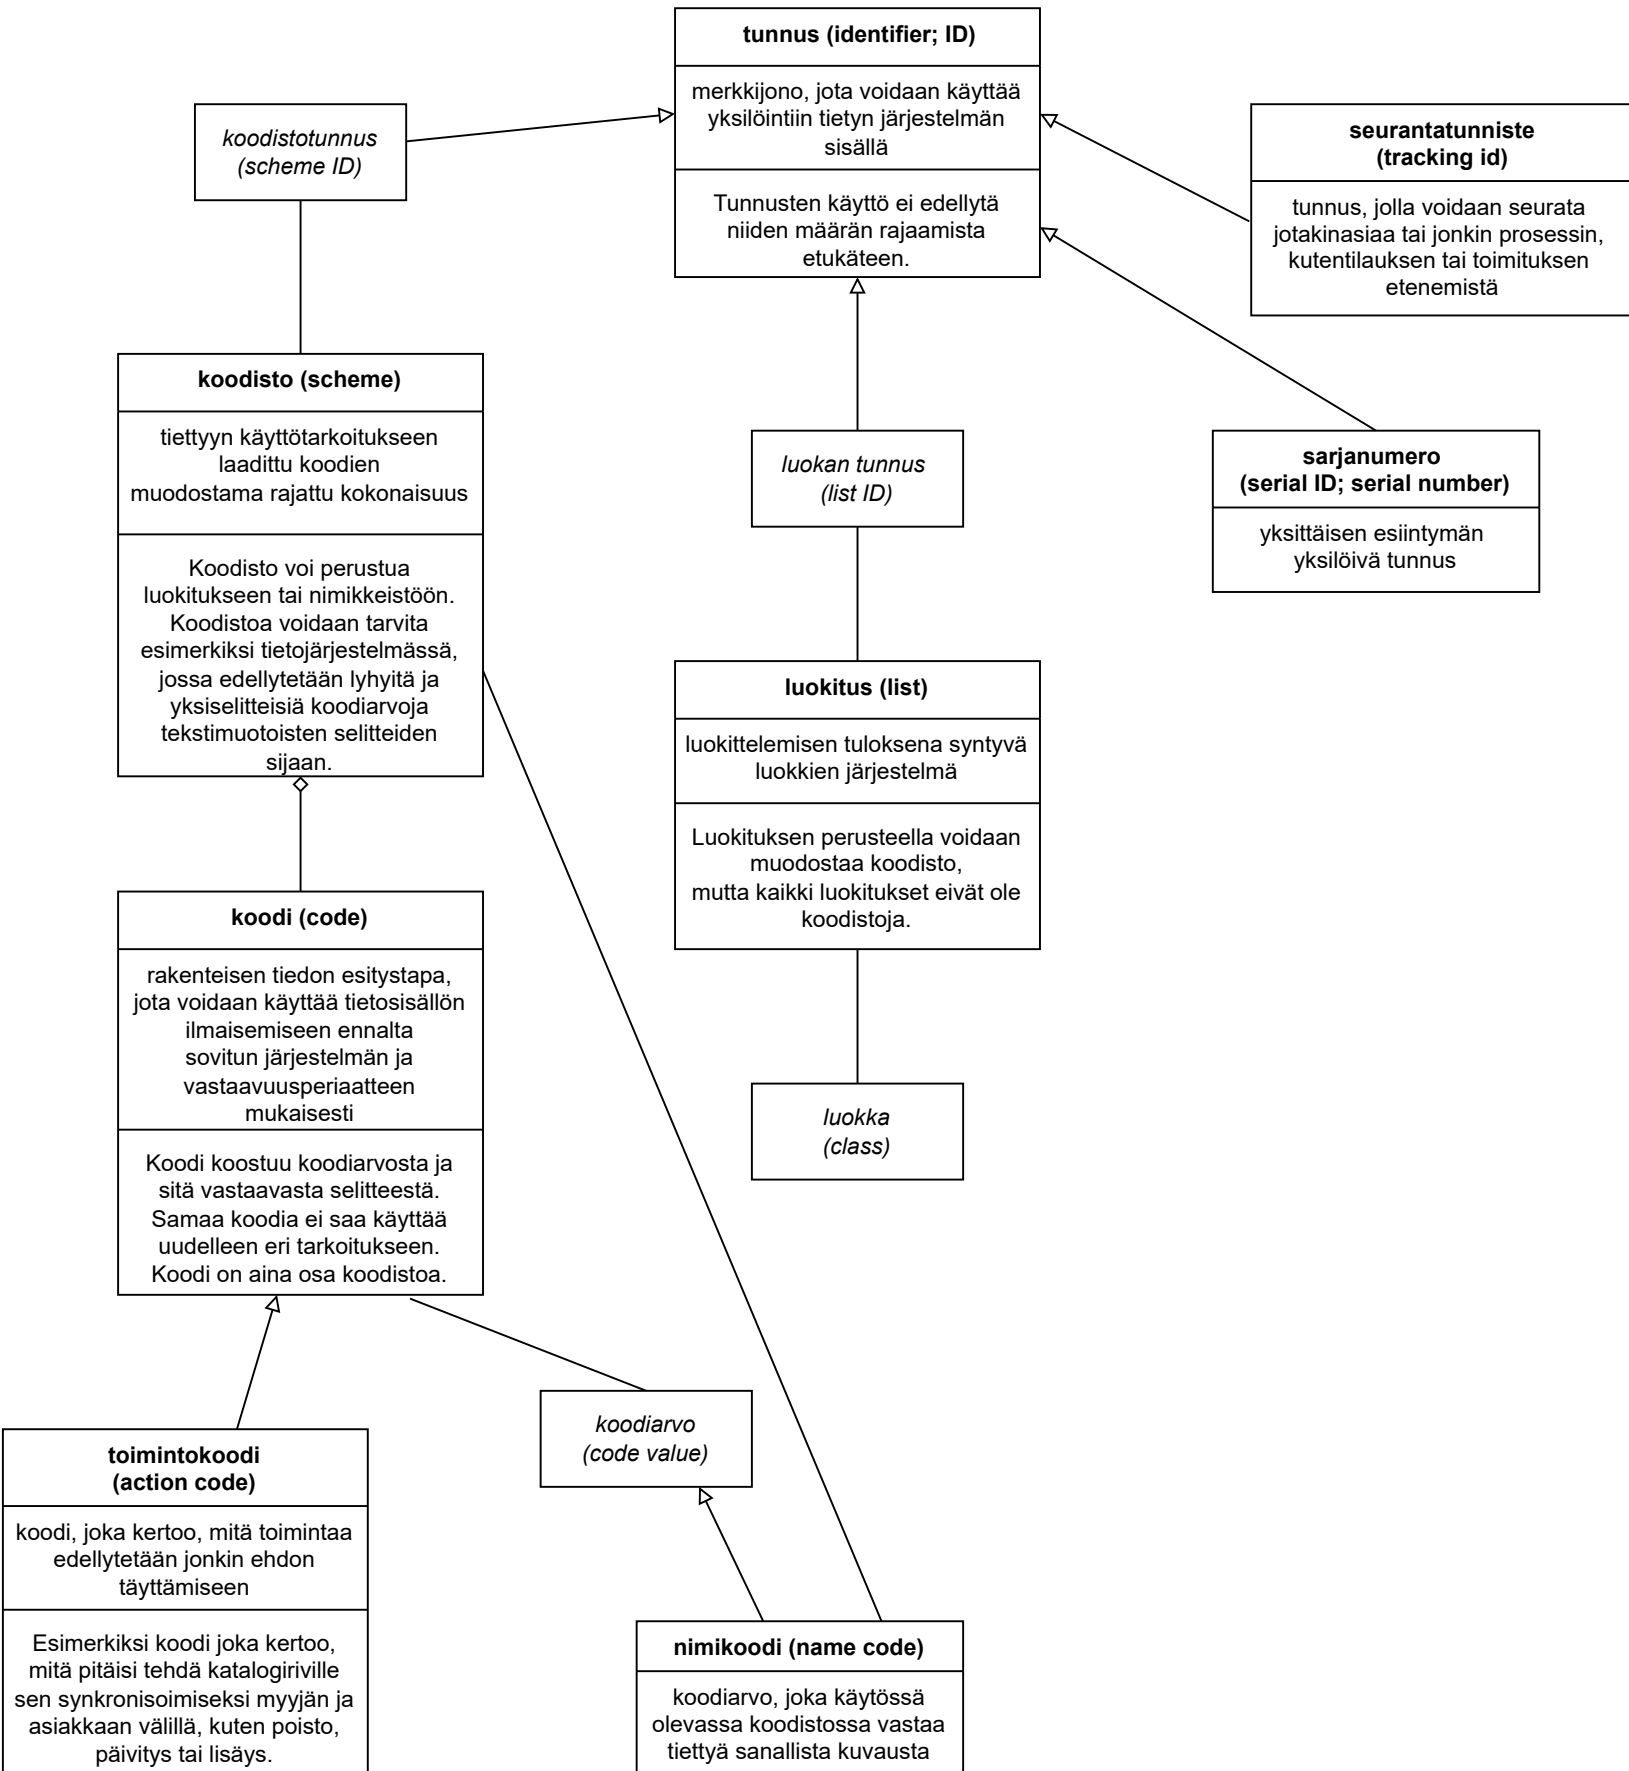 tunnus (identifier; ID)
merkkijono, jota voidaan käyttää
yksilöintiin tietyn järjestelmän
sisällä
Tunnusten käyttö ei edellytä
niiden määrän rajaamista
etukäteen.
koodistotunnus
(scheme ID)
seurantatunniste
(tracking id)
tunnus, jolla voidaan seurata
jotakinasiaa tai jonkin prosessin,
kutentilauksen tai toimituksen
etenemistä
koodisto (scheme)
tiettyyn käyttötarkoitukseen
laadittu koodien
muodostama rajattu kokonaisuus
Koodisto voi perustua
luokitukseen tai nimikkeistöön.
Koodistoa voidaan tarvita
esimerkiksi tietojärjestelmässä,
jossa edellytetään lyhyitä ja
yksiselitteisiä koodiarvoja
tekstimuotoisten selitteiden
sijaan.
luokan tunnus
(list ID)
sarjanumero
(serial ID; serial number)
yksittäisen esiintymän
yksilöivä tunnus
luokitus (list)
luokittelemisen tuloksena syntyvä
luokkien järjestelmä
Luokituksen perusteella voidaan
muodostaa koodisto,
mutta kaikki luokitukset eivät ole
koodistoja.
koodi (code)
rakenteisen tiedon esitystapa,
jota voidaan käyttää tietosisällön
ilmaisemiseen ennalta
sovitun järjestelmän ja
vastaavuusperiaatteen
mukaisesti
Koodi koostuu koodiarvosta ja
sitä vastaavasta selitteestä.
Samaa koodia ei saa käyttää
uudelleen eri tarkoitukseen.
Koodi on aina osa koodistoa.
luokka
(class)
koodiarvo
(code value)
toimintokoodi
(action code)
koodi, joka kertoo, mitä toimintaa
edellytetään jonkin ehdon
täyttämiseen
Esimerkiksi koodi joka kertoo,
mitä pitäisi tehdä katalogiriville
sen synkronisoimiseksi myyjän ja
asiakkaan välillä, kuten poisto,
päivitys tai lisäys.
nimikoodi (name code)
koodiarvo, joka käytössä
olevassa koodistossa vastaa
tiettyä sanallista kuvausta